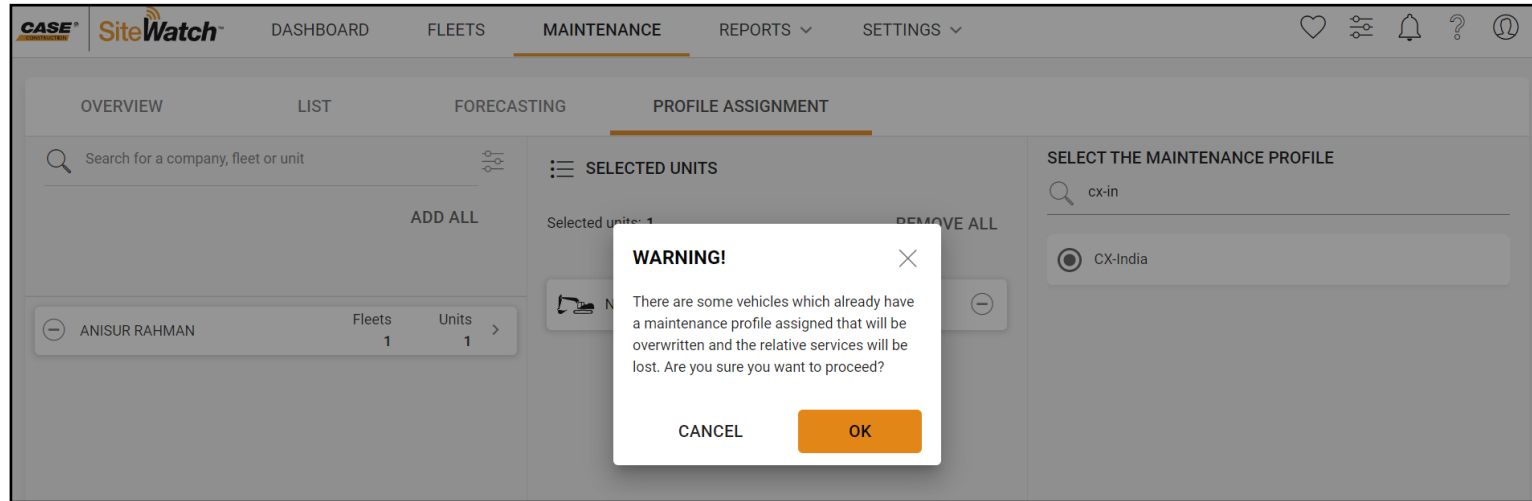 CASE
CONSTRUCTION
SiteWatch™
DASHBOARD
FLEETS
MAINTENANCE
REPORTS
SETTINGS
OVERVIEW
LIST
FORECASTING
PROFILE ASSIGNMENT
Search for a company, fleet or unit
ADD ALL
ANISUR RAHMAN
Fleets
1
Units
1
SELECTED UNITS
Selected units: 1
REMOVE ALL
N
WARNING!
There are some vehicles which already have
a maintenance profile assigned that will be
overwritten and the relative services will be
lost. Are you sure you want to proceed?
CANCEL
OK
SELECT THE MAINTENANCE PROFILE
cx-in
CX-India